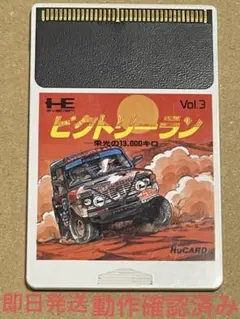 HE
Vol.3
ビクトリーラン
栄光の13,000キロ
HuCARD
即日発送動作確認済み